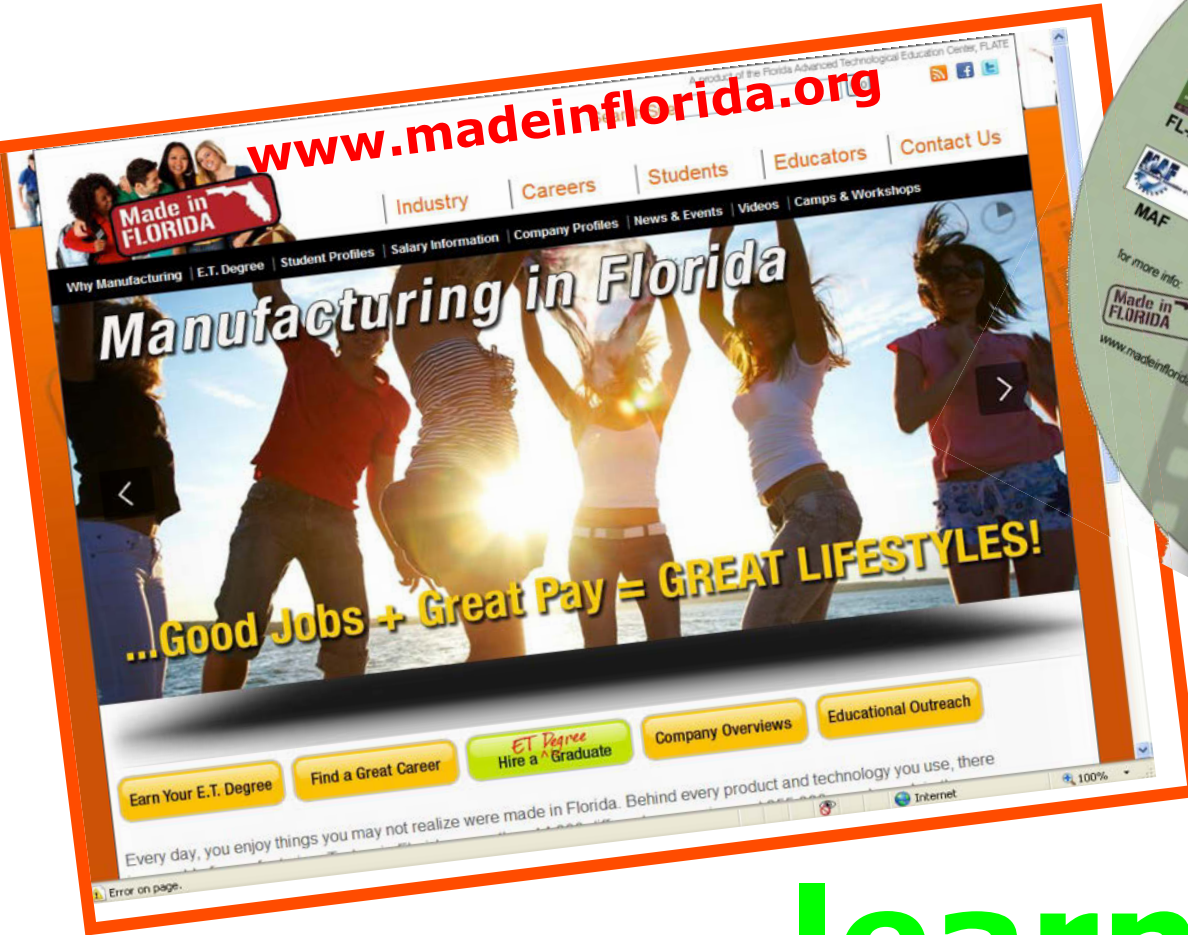 A product of the Florida Advanced Technological Education Center, FLATE
www.madeinflorida.org
Made in
FLORIDA
Industry
Careers
Students
Educators
Contact Us
Why Manufacturing
E.T. Degree
Student Profiles
Salary Information
Company Profiles
News & Events
Videos
Camps & Workshops
Manufacturing in Florida
...Good Jobs + Great Pay = GREAT LIFESTYLES!
Earn Your E.T. Degree
Find a Great Career
ET Degree
Hire a ^ Graduate
Company Overviews
Educational Outreach
Every day, you enjoy things you may not realize were made in Florida. Behind every product and technology you use, there
Error on page.
Internet
100%
MAF
for more info:
Made in
FLORIDA
learn